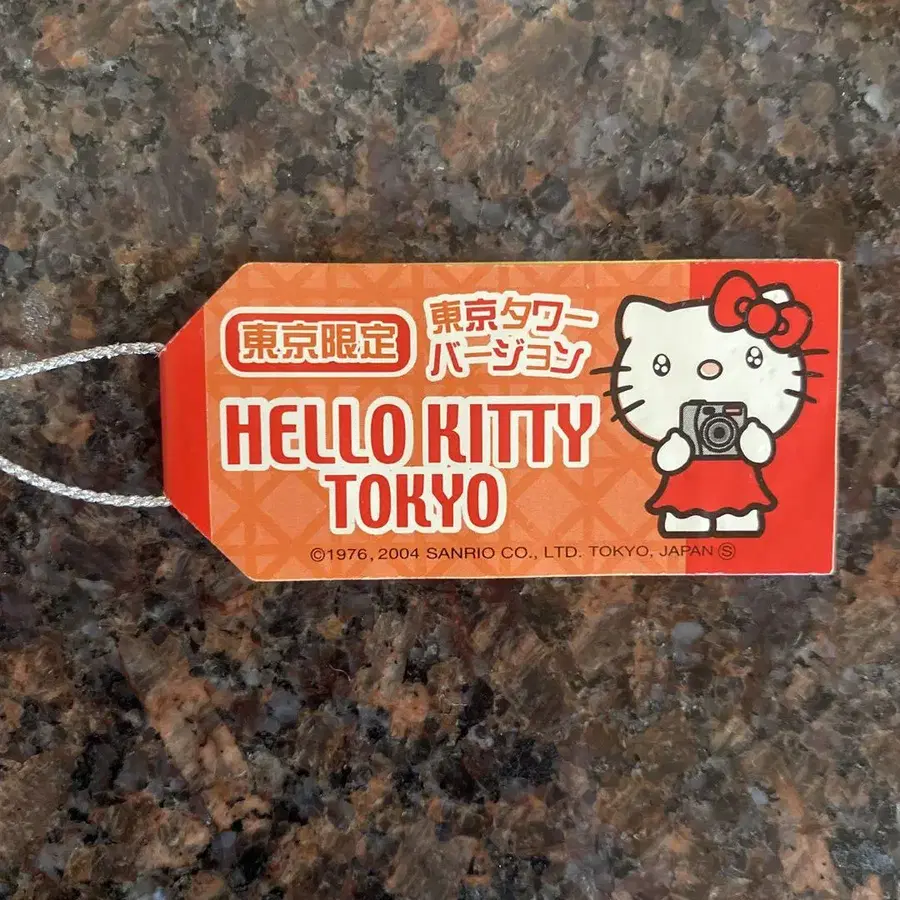 東京限定
東京タワー
バージョン
HELLO KITTY
TOKYO
©1976, 2004 SANRIO CO., LTD. TOKYO, JAPAN Ⓢ